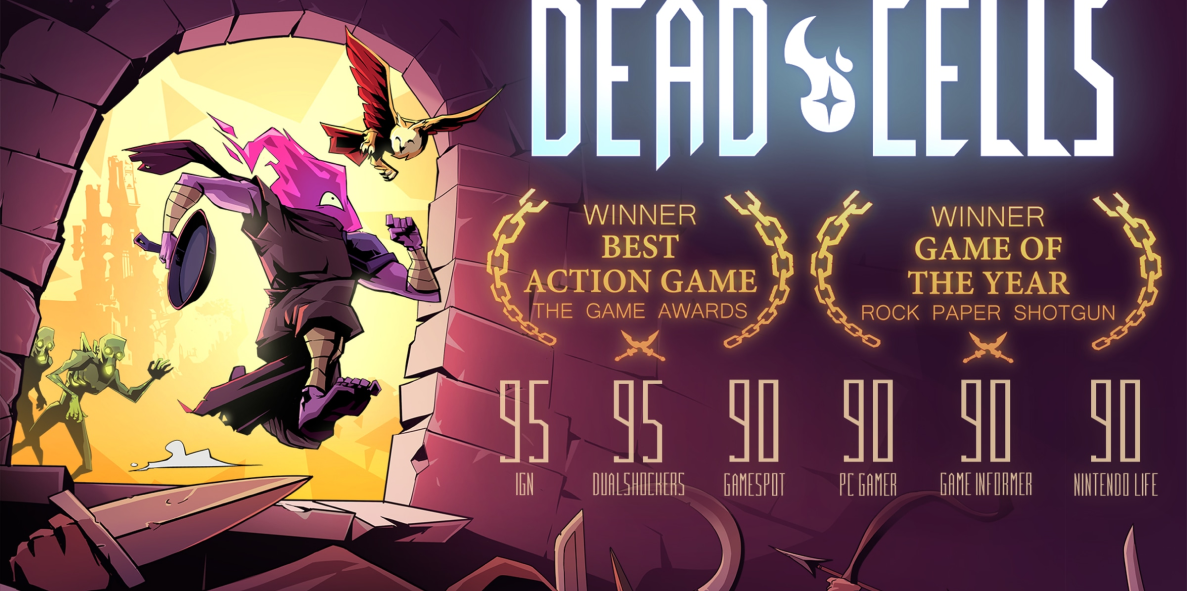 DEAD CELLS
WINNER
BEST
ACTION GAME
THE GAME AWARDS
WINNER
GAME OF
THE YEAR
ROCK PAPER SHOTGUN
95
IGN
95
DUALSHOCKERS
90
GAMESPOT
90
PC GAMER
90
GAME INFORMER
90
NINTENDO LIFE